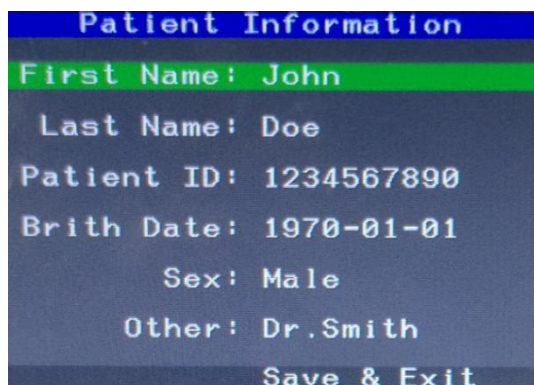 Patient Information
First Name: John
Last Name: Doe
Patient ID: 1234567890
Brith Date: 1970-01-01
Sex: Male
Other: Dr.Smith
Save & Exit